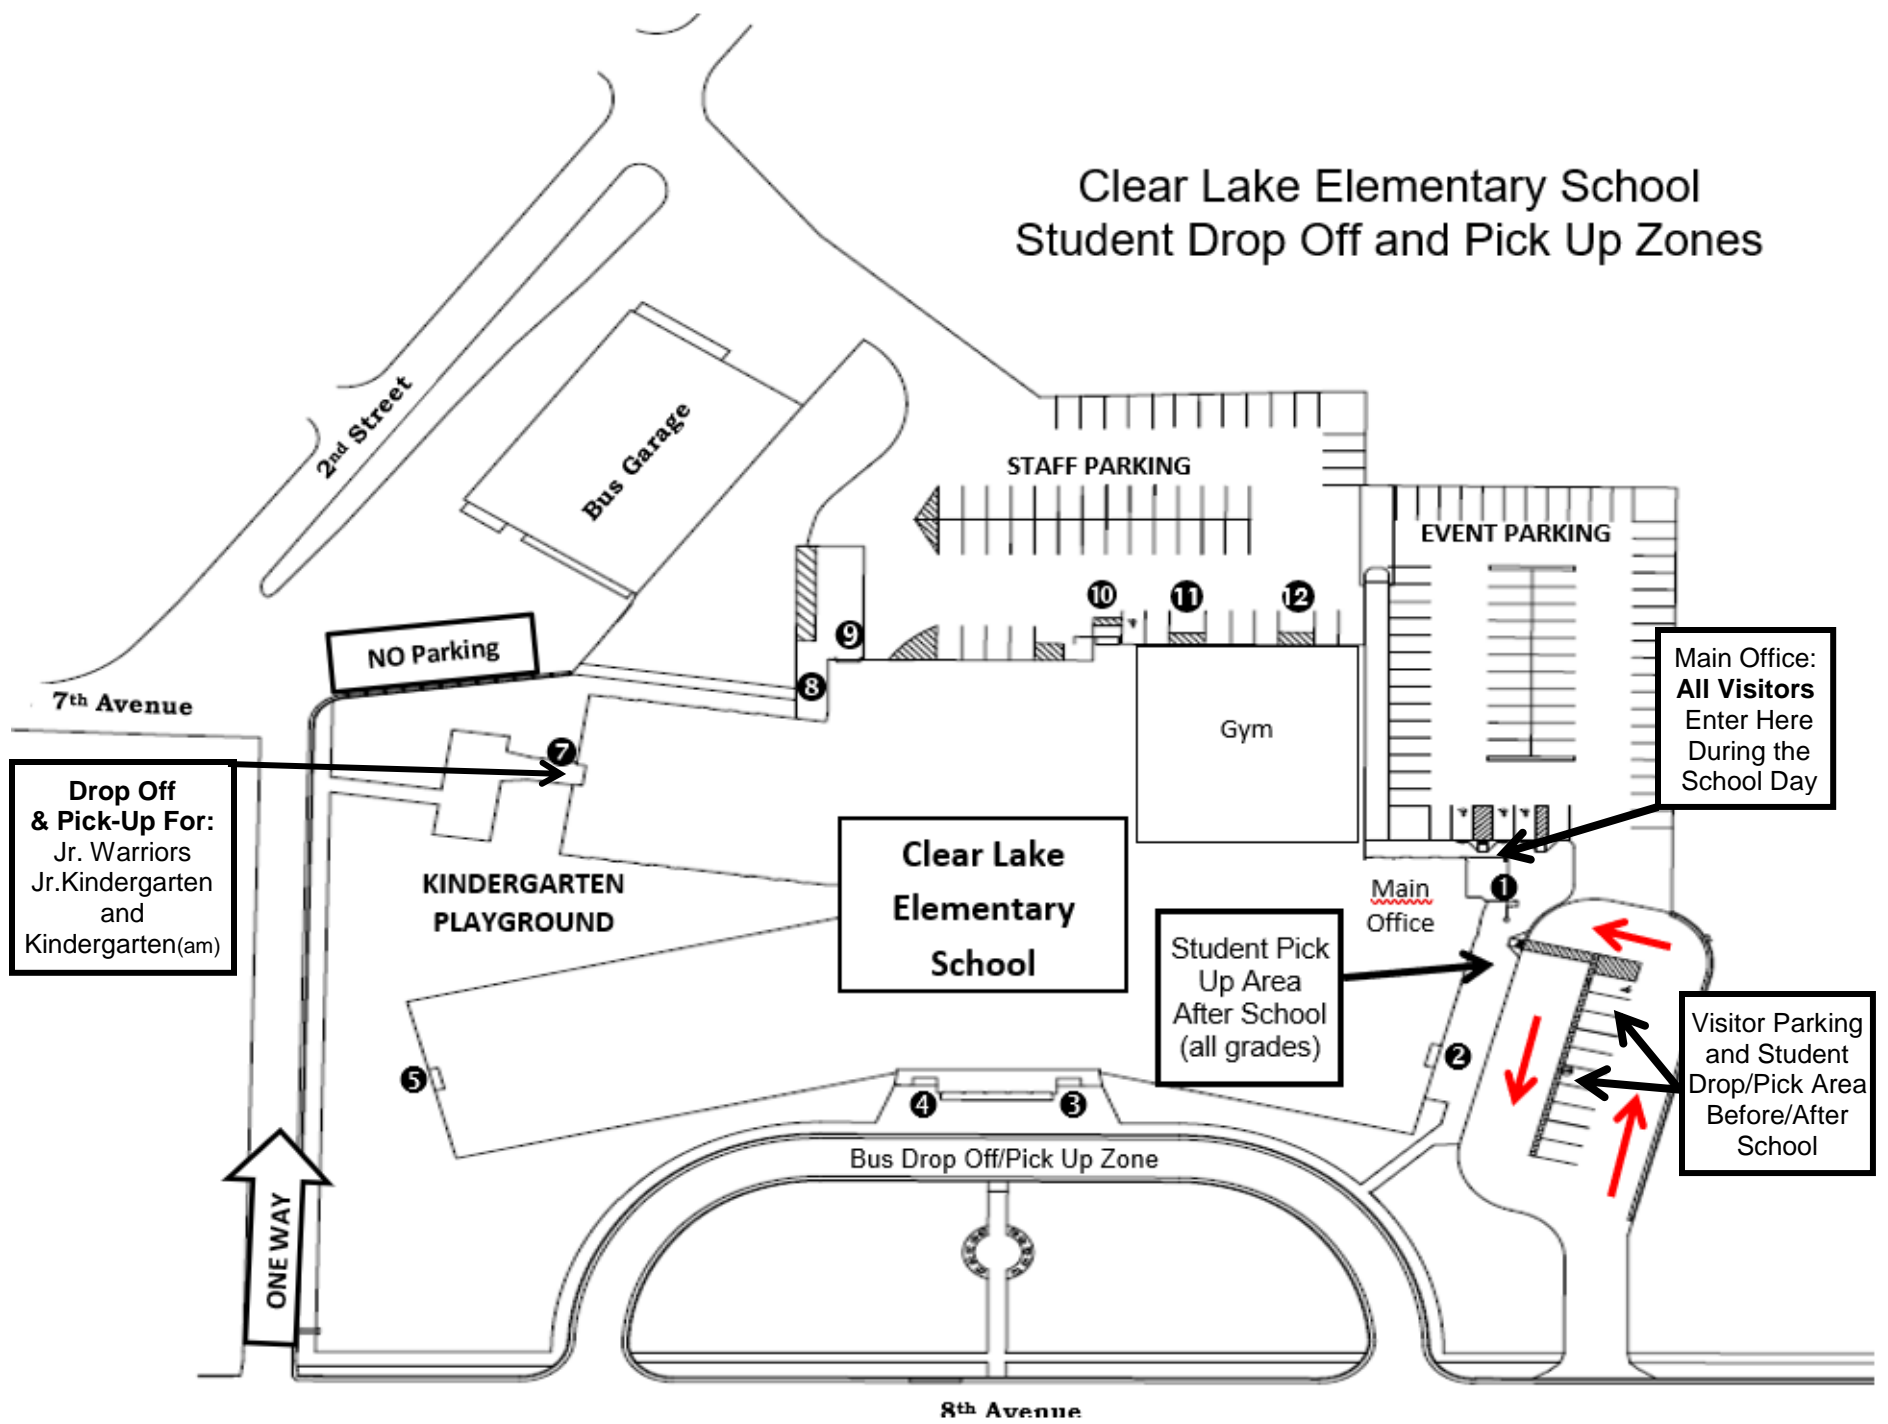 Clear Lake Elementary School
Student Drop Off and Pick Up Zones
2nd Street
Bus Garage
STAFF PARKING
EVENT PARKING
10
11
12
9
8
NO Parking
7th Avenue
7
Drop Off
& Pick-Up For:
Jr. Warriors
Jr.Kindergarten
and
Kindergarten(am)
KINDERGARTEN
PLAYGROUND
Gym
Clear Lake
Elementary
School
Main Office:
All Visitors
Enter Here
During the
School Day
Main
Office
1
Student Pick
Up Area
After School
(all grades)
2
Visitor Parking
and Student
Drop/Pick Area
Before/After
School
5
4
3
Bus Drop Off/Pick Up Zone
ONE WAY
8th Avenue